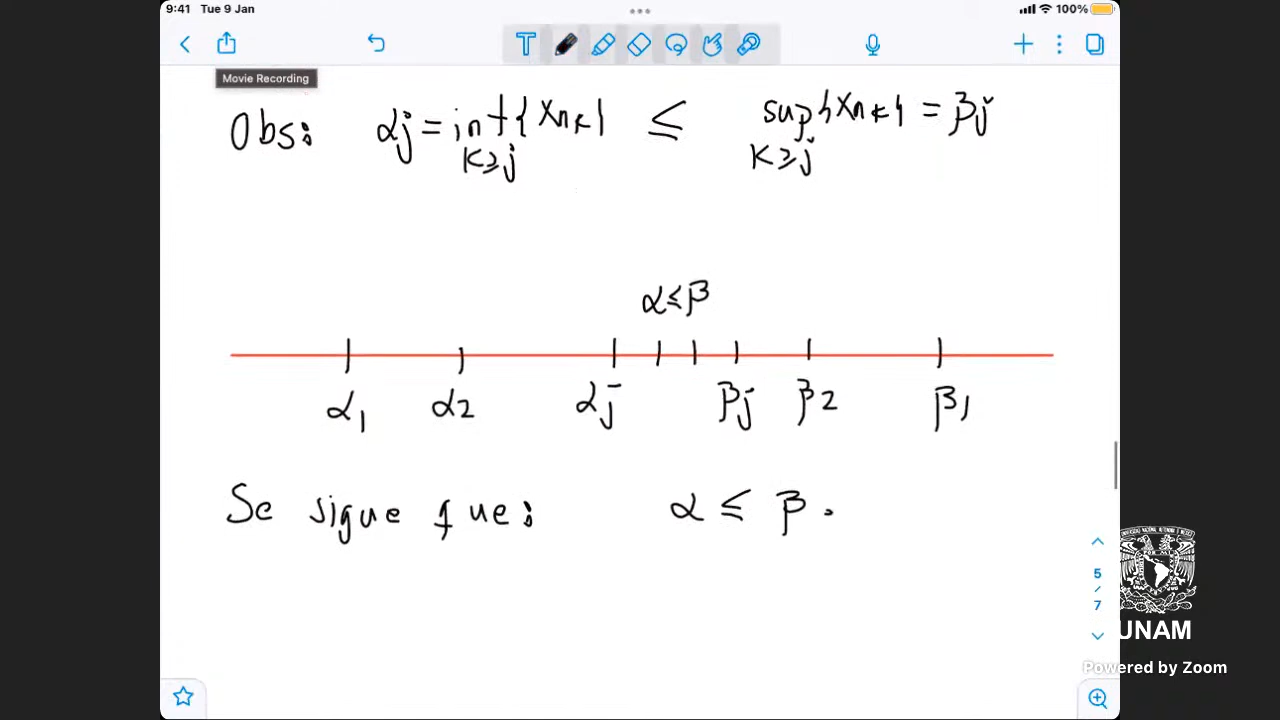 9:41 Tue 9 Jan 100%
T
Movie Recording
Obs: αj = inf{Xnk} ≤ sup{Xnk} = βj
K≥j K≥j
α≤β
α1 α2 αj βj β2 β1
Se sigue que: α ≤ β.
5
/
7
UNAM
Powered by Zoom